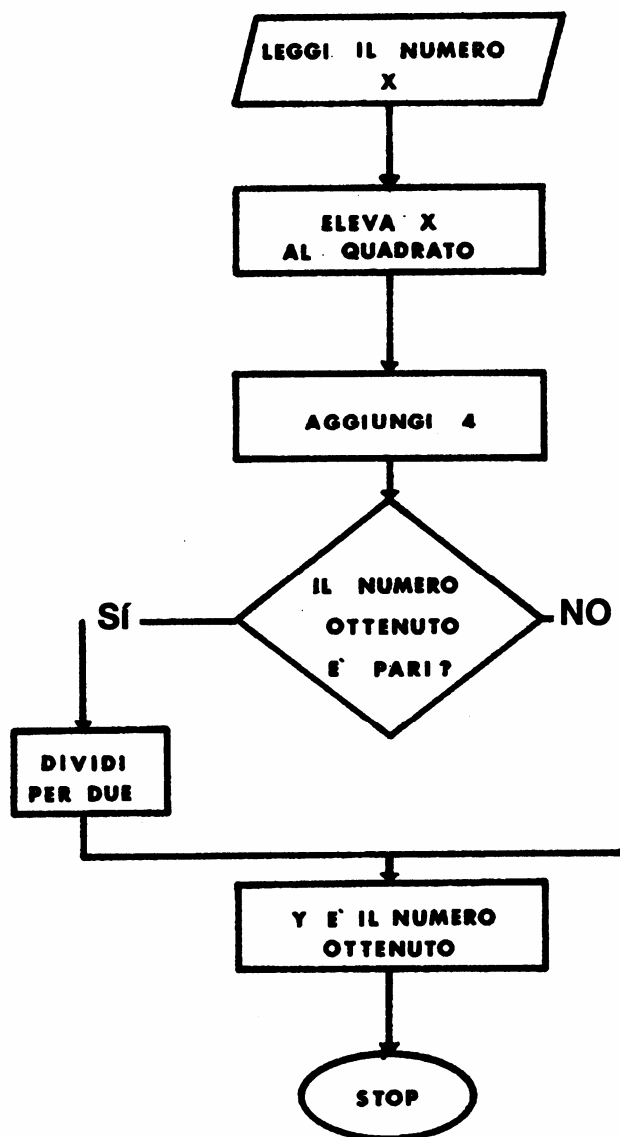 LEGGI IL NUMERO
X
ELEVA X
AL QUADRATO
AGGIUNGI 4
IL NUMERO
OTTENUTO
E' PARI?
Sí
NO
DIVIDI
PER DUE
Y E' IL NUMERO
OTTENUTO
STOP